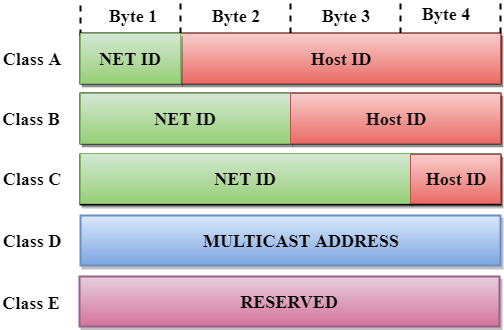 Byte 1 Byte 2 Byte 3 Byte 4
Class A NET ID Host ID
Class B NET ID Host ID
Class C NET ID Host ID
Class D MULTICAST ADDRESS
Class E RESERVED